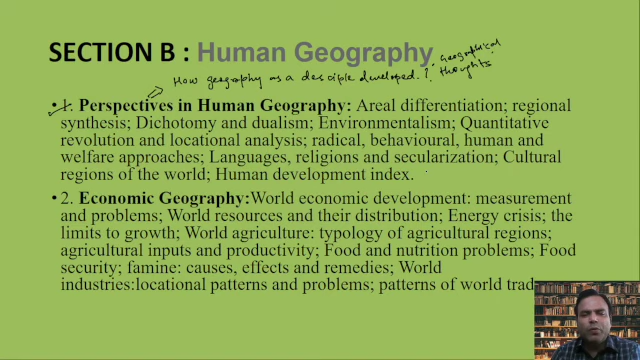 SECTION B : Human Geography
How geography as a desciple developed. ? . Geographical
thoughts
• 1. Perspectives in Human Geography: Areal differentiation; regional
synthesis; Dichotomy and dualism; Environmentalism; Quantitative
revolution and locational analysis; radical, behavioural, human and
welfare approaches; Languages, religions and secularization; Cultural
regions of the world; Human development index.
• 2. Economic Geography:World economic development: measurement
and problems; World resources and their distribution; Energy crisis; the
limits to growth; World agriculture: typology of agricultural regions;
agricultural inputs and productivity; Food and nutrition problems; Food
security; famine: causes, effects and remedies; World
industries:locational patterns and problems; patterns of world trad